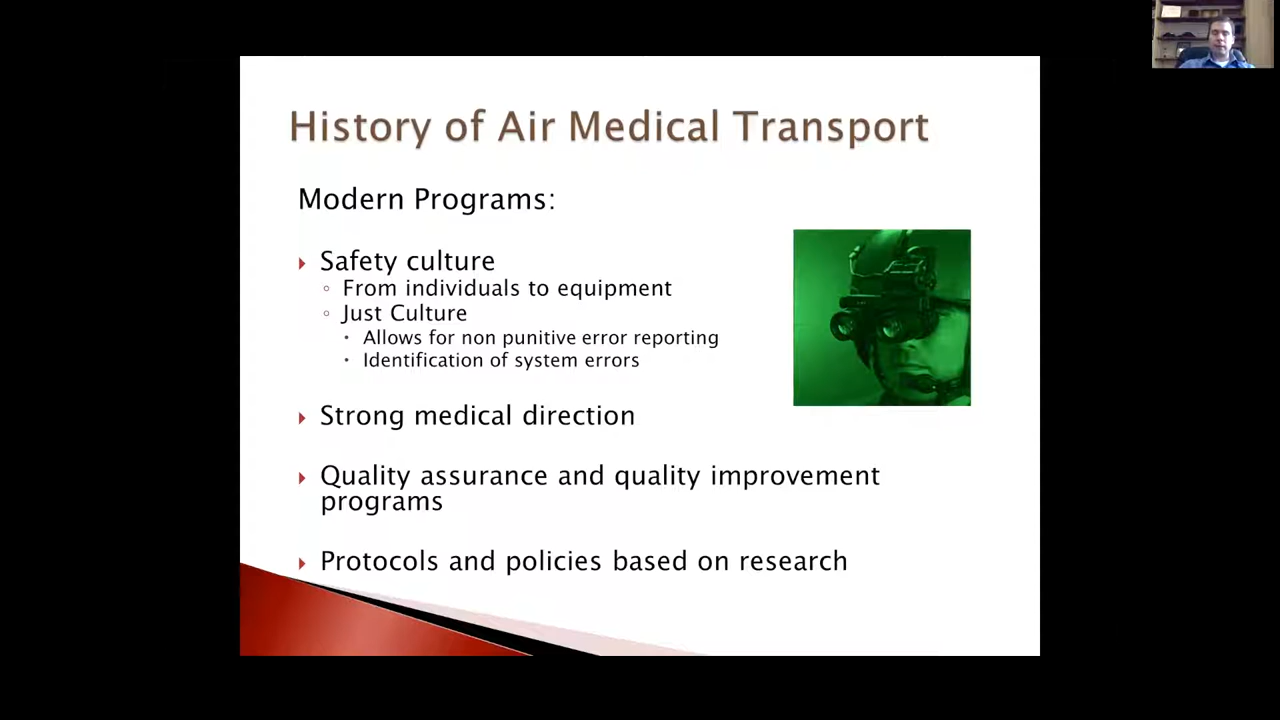 History of Air Medical Transport
Modern Programs:
Safety culture
From individuals to equipment
Just Culture
Allows for non punitive error reporting
Identification of system errors
Strong medical direction
Quality assurance and quality improvement
programs
Protocols and policies based on research